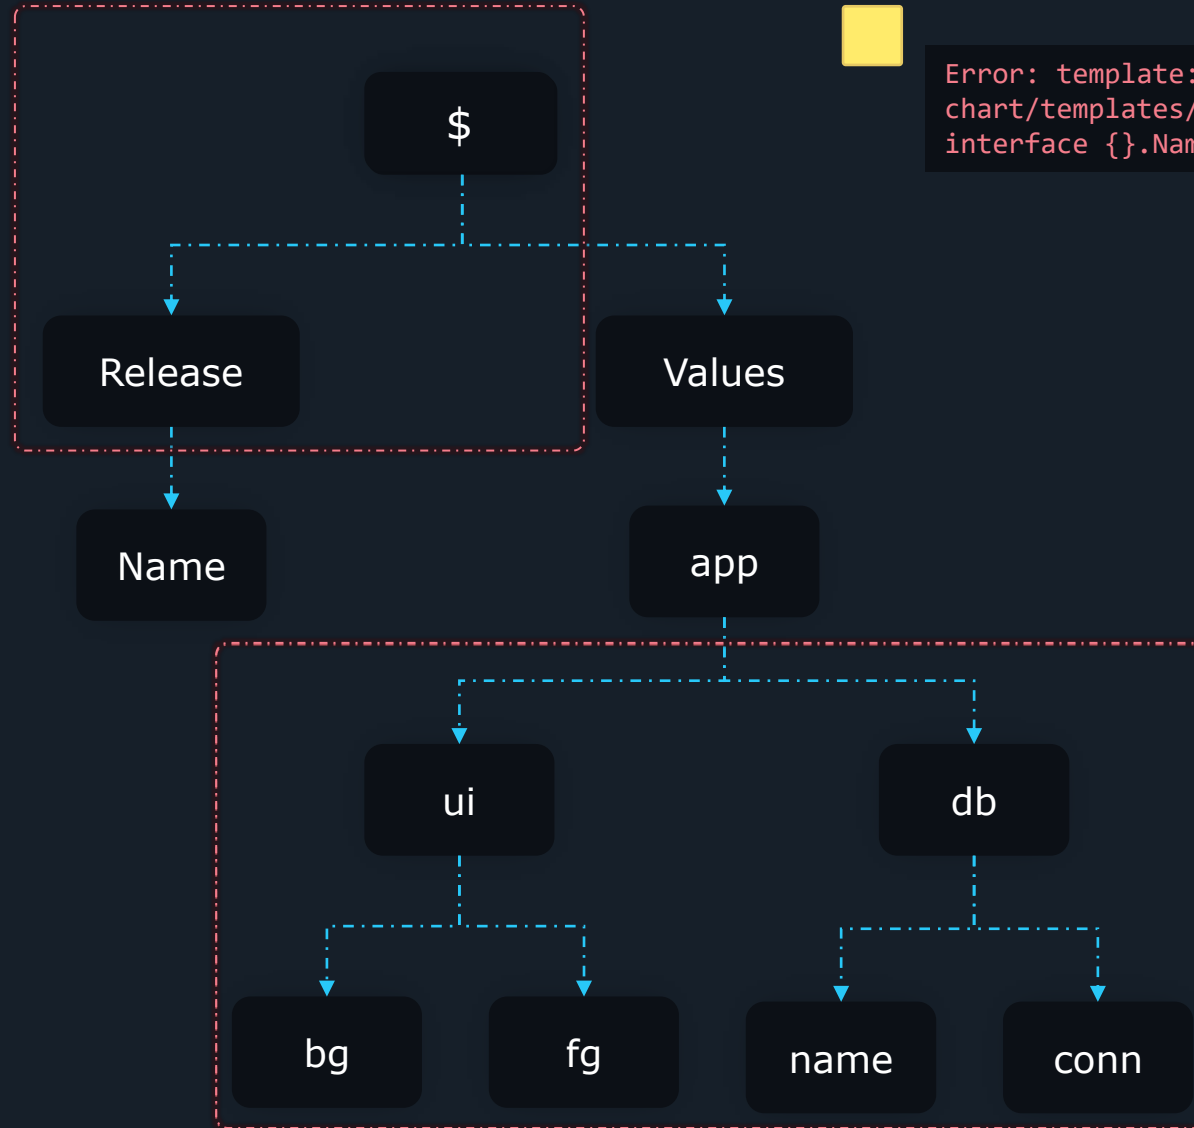 $
Error: template:
chart/templates/
interface {}.Nam
Release
Values
Name
app
ui
db
bg
fg
name
conn